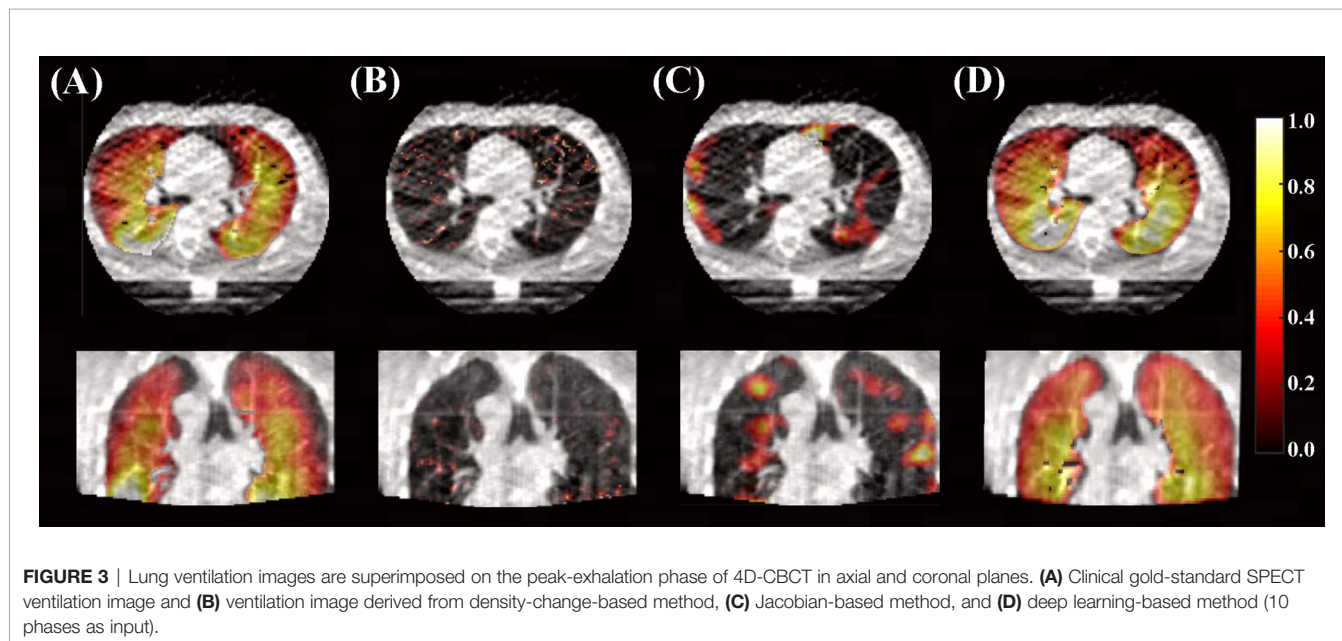 (A) (B) (C) (D)
1.0
0.8
0.6
0.4
0.2
0.0
FIGURE 3 | Lung ventilation images are superimposed on the peak-exhalation phase of 4D-CBCT in axial and coronal planes. (A) Clinical gold-standard SPECT
ventilation image and (B) ventilation image derived from density-change-based method, (C) Jacobian-based method, and (D) deep learning-based method (10
phases as input).